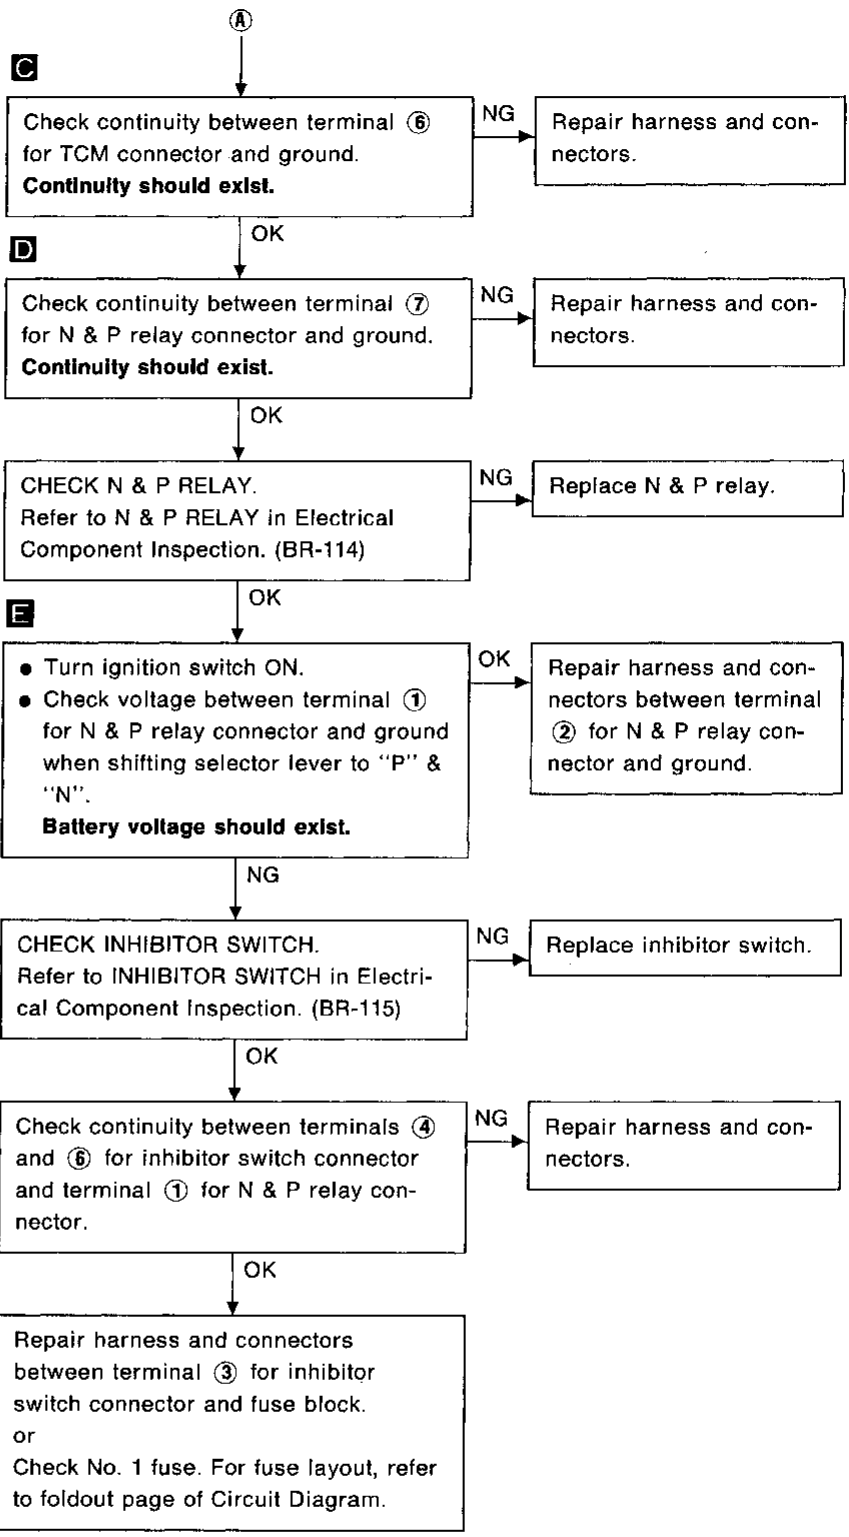 Ⓐ
C
Check continuity between terminal ⑥
for TCM connector and ground.
Continuity should exist.
NG
Repair harness and con-
nectors.
OK
D
Check continuity between terminal ⑦
for N & P relay connector and ground.
Continuity should exist.
NG
Repair harness and con-
nectors.
OK
CHECK N & P RELAY.
Refer to N & P RELAY in Electrical
Component Inspection. (BR-114)
NG
Replace N & P relay.
OK
E
● Turn ignition switch ON.
● Check voltage between terminal ①
for N & P relay connector and ground
when shifting selector lever to "P" &
"N".
Battery voltage should exist.
OK
Repair harness and con-
nectors between terminal
② for N & P relay con-
nector and ground.
NG
CHECK INHIBITOR SWITCH.
Refer to INHIBITOR SWITCH in Electri-
cal Component Inspection. (BR-115)
NG
Replace inhibitor switch.
OK
Check continuity between terminals ④
and ⑥ for inhibitor switch connector
and terminal ① for N & P relay con-
nector.
NG
Repair harness and con-
nectors.
OK
Repair harness and connectors
between terminal ③ for inhibitor
switch connector and fuse block.
or
Check No. 1 fuse. For fuse layout, refer
to foldout page of Circuit Diagram.